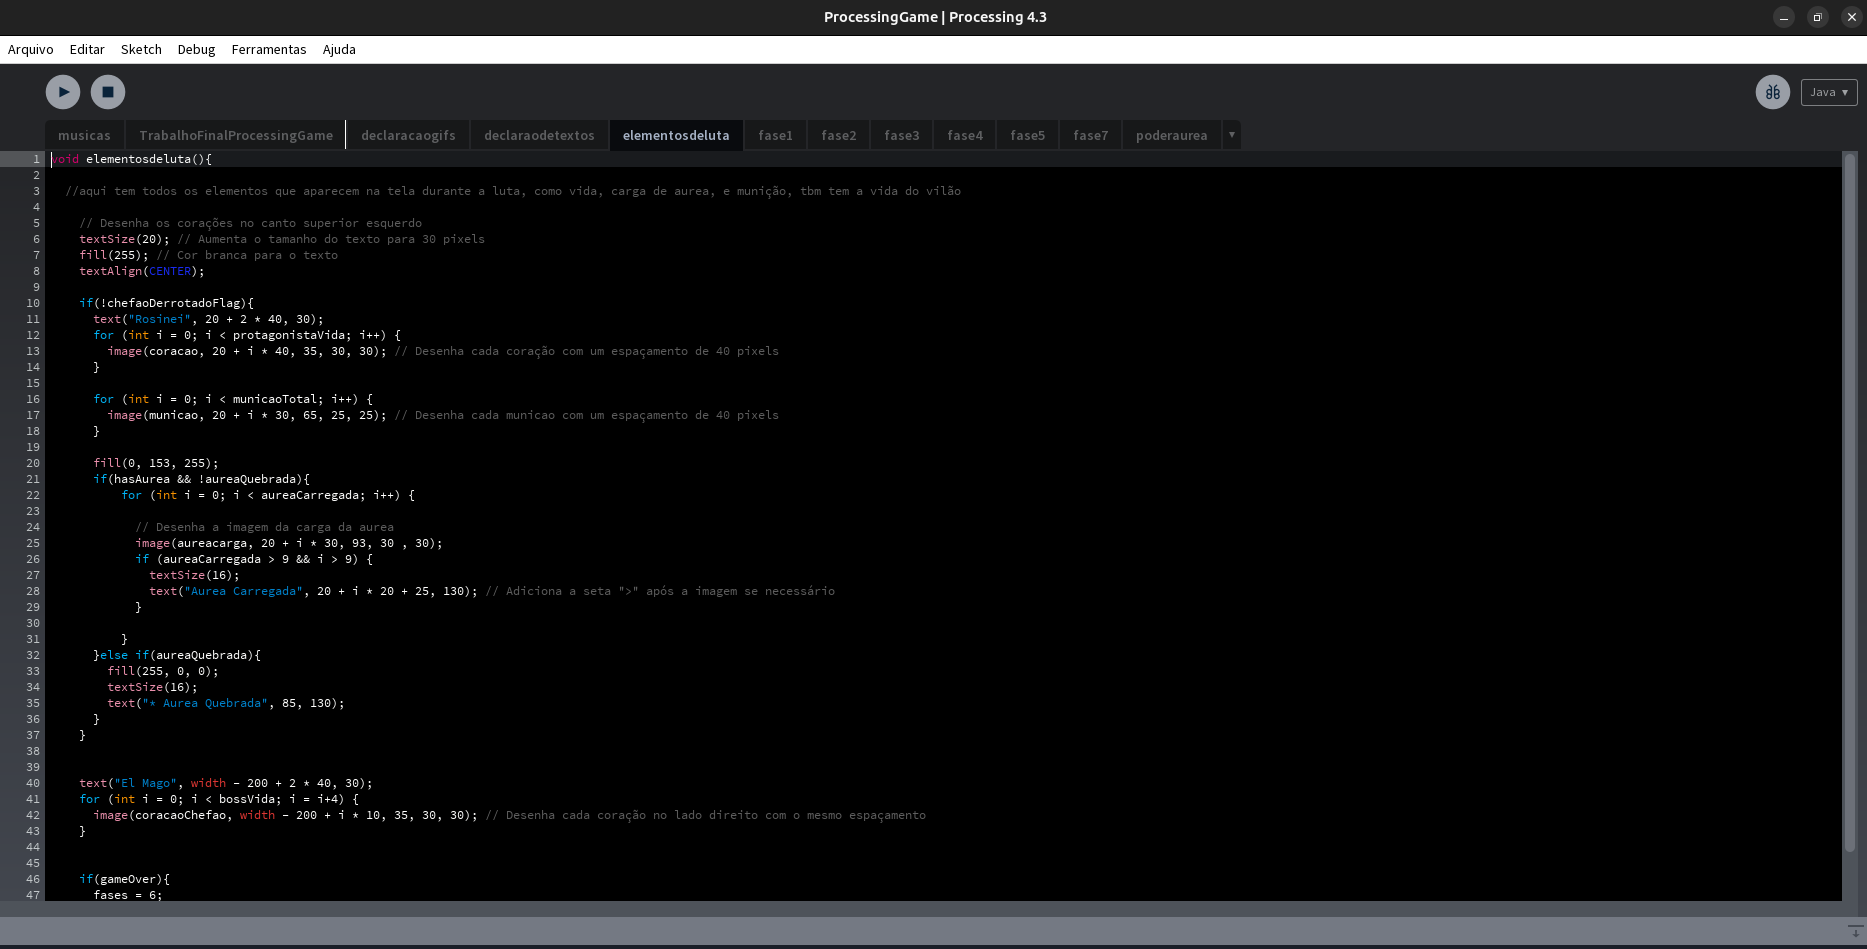 ProcessingGame | Processing 4.3
Arquivo Editar Sketch Debug Ferramentas Ajuda
Java ▾
musicas TrabalhoFinalProcessingGame declaracaogifs declaraodetextos elementosdeluta fase1 fase2 fase3 fase4 fase5 fase7 poderaurea ▾
1 void elementosdeluta(){
2
3 //aqui tem todos os elementos que aparecem na tela durante a luta, como vida, carga de aurea, e munição, tbm tem a vida do vilão
4
5 // Desenha os corações no canto superior esquerdo
6 textSize(20); // Aumenta o tamanho do texto para 30 pixels
7 fill(255); // Cor branca para o texto
8 textAlign(CENTER);
9
10 if(!chefaoDerrotadoFlag){
11 text("Rosinei", 20 + 2 * 40, 30);
12 for (int i = 0; i < protagonistaVida; i++) {
13 image(coracao, 20 + i * 40, 35, 30, 30); // Desenha cada coração com um espaçamento de 40 pixels
14 }
15
16 for (int i = 0; i < municaoTotal; i++) {
17 image(municao, 20 + i * 30, 65, 25, 25); // Desenha cada municao com um espaçamento de 40 pixels
18 }
19
20 fill(0, 153, 255);
21 if(hasAurea && !aureaQuebrada){
22 for (int i = 0; i < aureaCarregada; i++) {
23
24 // Desenha a imagem da carga da aurea
25 image(aureacarga, 20 + i * 30, 93, 30 , 30);
26 if (aureaCarregada > 9 && i > 9) {
27 textSize(16);
28 text("Aurea Carregada", 20 + i * 20 + 25, 130); // Adiciona a seta ">" após a imagem se necessário
29 }
30
31 }
32 }else if(aureaQuebrada){
33 fill(255, 0, 0);
34 textSize(16);
35 text("* Aurea Quebrada", 85, 130);
36 }
37 }
38
39
40 text("El Mago", width - 200 + 2 * 40, 30);
41 for (int i = 0; i < bossVida; i = i+4) {
42 image(coracaoChefao, width - 200 + i * 10, 35, 30, 30); // Desenha cada coração no lado direito com o mesmo espaçamento
43 }
44
45
46 if(gameOver){
47 fases = 6;